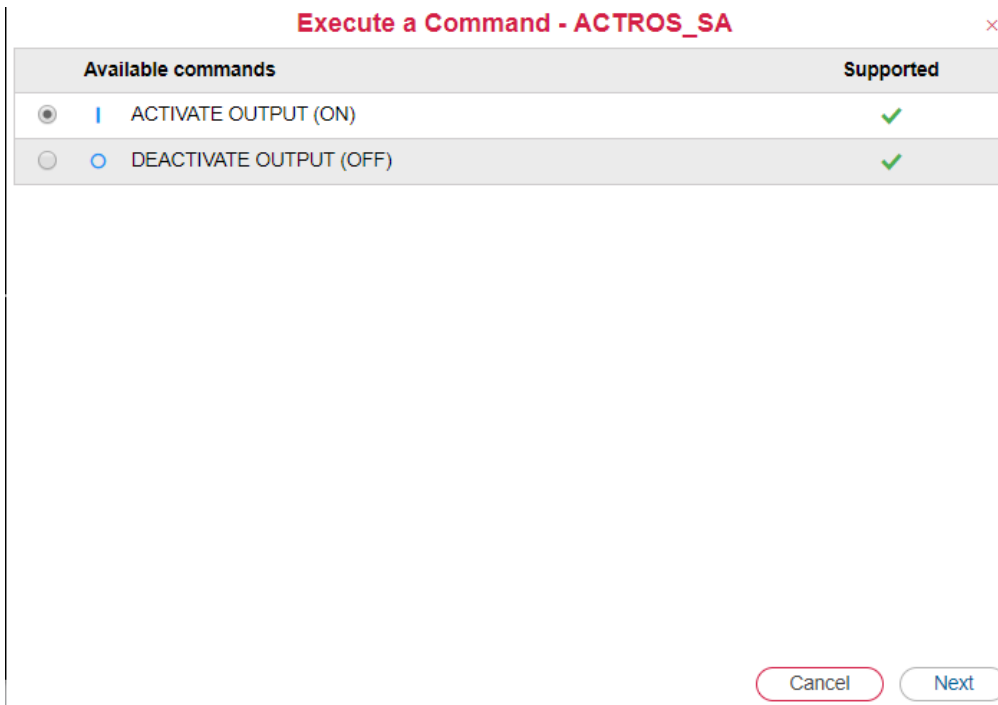 Execute a Command - ACTROS_SA
Available commands Supported
ACTIVATE OUTPUT (ON)
DEACTIVATE OUTPUT (OFF)
Cancel Next